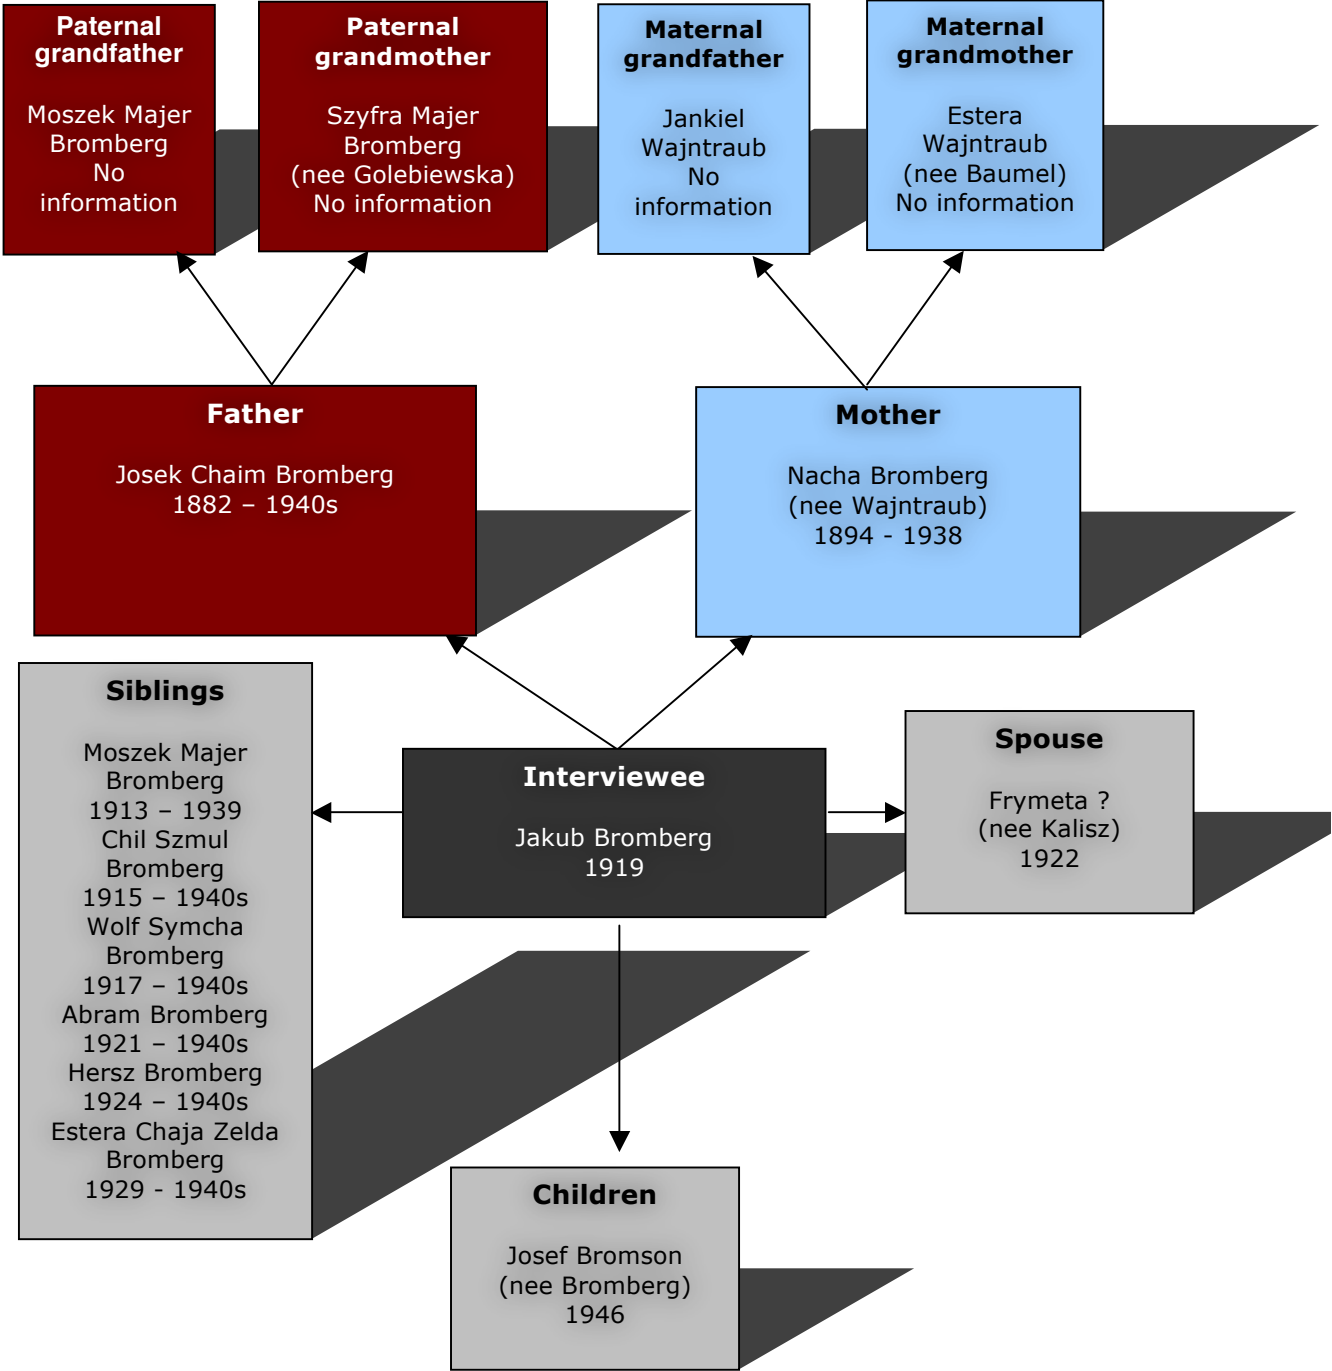 Paternal
grandfather
Moszek Majer
Bromberg
No
information
Paternal
grandmother
Szyfra Majer
Bromberg
(nee Golebiewska)
No information
Maternal
grandfather
Jankiel
Wajntraub
No
information
Maternal
grandmother
Estera
Wajntraub
(nee Baumel)
No information
Father
Josek Chaim Bromberg
1882 – 1940s
Mother
Nacha Bromberg
(nee Wajntraub)
1894 - 1938
Siblings
Moszek Majer
Bromberg
1913 – 1939
Chil Szmul
Bromberg
1915 – 1940s
Wolf Symcha
Bromberg
1917 – 1940s
Abram Bromberg
1921 – 1940s
Hersz Bromberg
1924 – 1940s
Estera Chaja Zelda
Bromberg
1929 - 1940s
Interviewee
Jakub Bromberg
1919
Spouse
Frymeta ?
(nee Kalisz)
1922
Children
Josef Bromson
(nee Bromberg)
1946